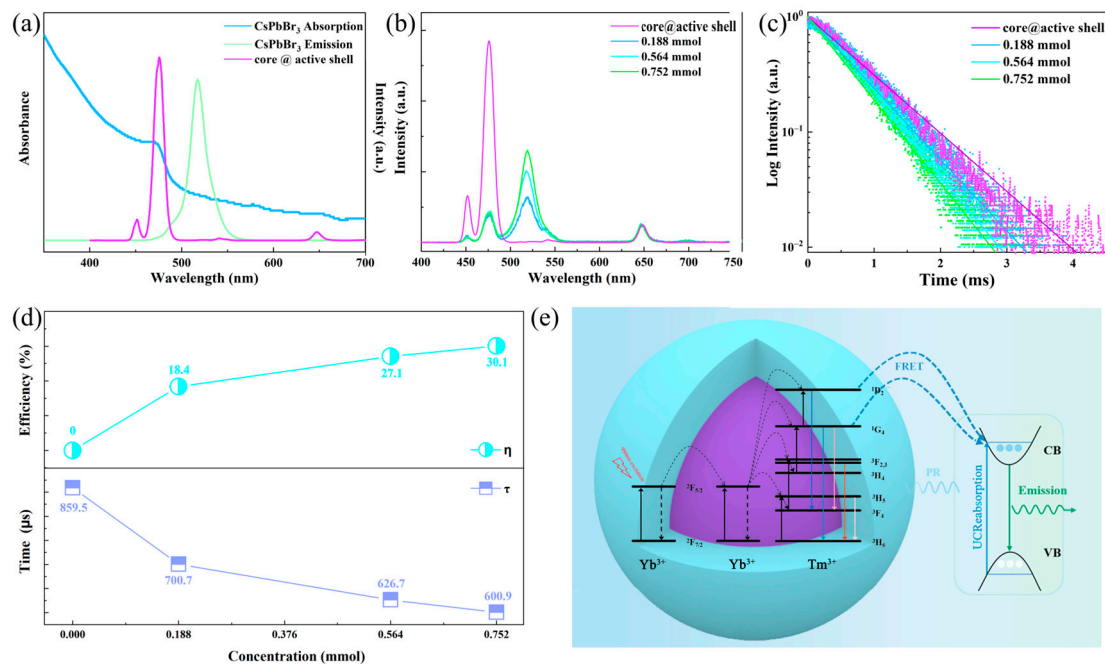 (a)
CsPbBr3 Absorption
CsPbBr3 Emission
core @ active shell
Absorbance
Intensity (a.u.)
400
500
600
700
Wavelength (nm)
(b)
core@active shell
0.188 mmol
0.564 mmol
0.752 mmol
Intensity (a.u.)
400 450 500 550 600 650 700 750
Wavelength (nm)
(c)
core@active shell
0.188 mmol
0.564 mmol
0.752 mmol
Log Intensity (a.u.)
10^0
10^-1
10^-2
0 1 2 3 4
Time (ms)
(d)
Efficiency (%)
0
18.4
27.1
30.1
η
Time (μs)
859.5
700.7
626.7
600.9
τ
0.000 0.188 0.376 0.564 0.752
Concentration (mmol)
(e)
1D2
1G4
3F2,3
3H4
3H5
3F4
3H6
2F5/2
2F7/2
Yb3+ Yb3+ Tm3+
FRET
PR
UCReabsorption
CB
Emission
VB